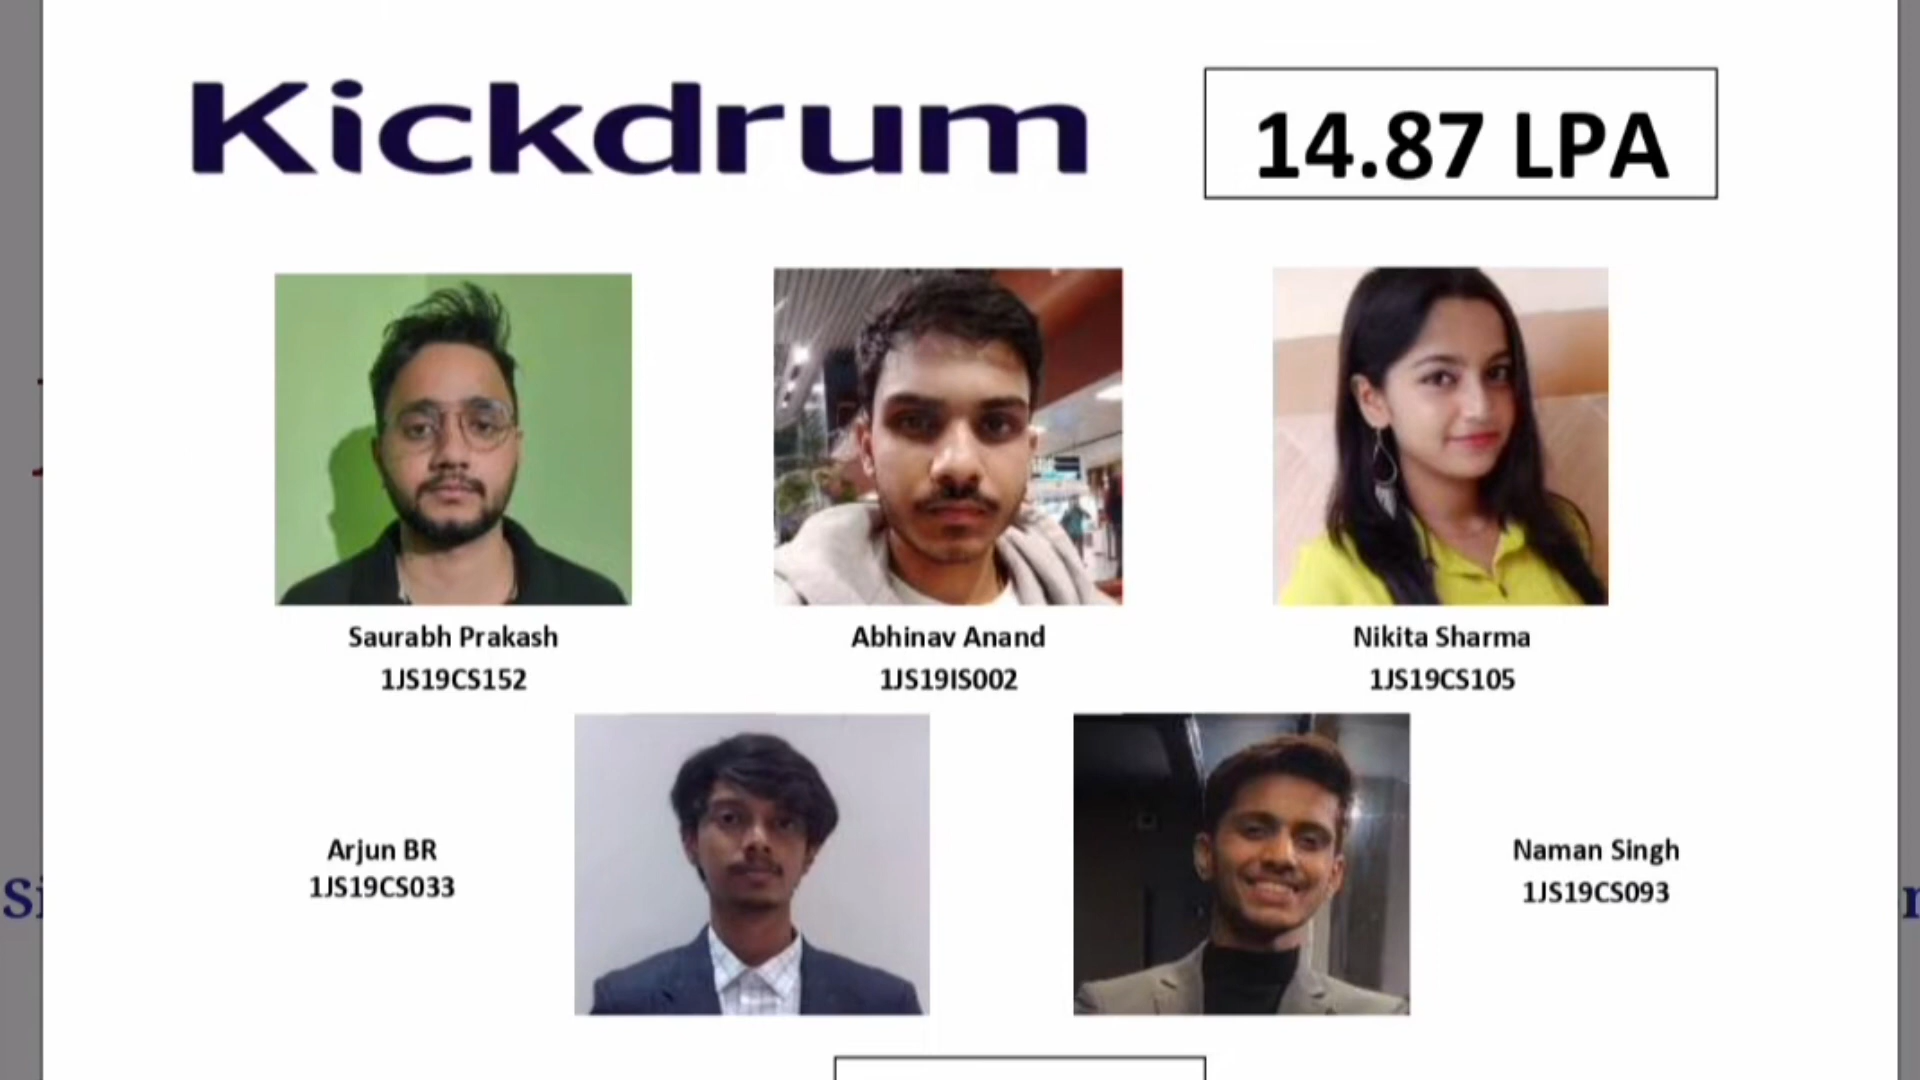 Kickdrum
14.87 LPA
Saurabh Prakash
1JS19CS152
Abhinav Anand
1JS19IS002
Nikita Sharma
1JS19CS105
Arjun BR
1JS19CS033
Naman Singh
1JS19CS093